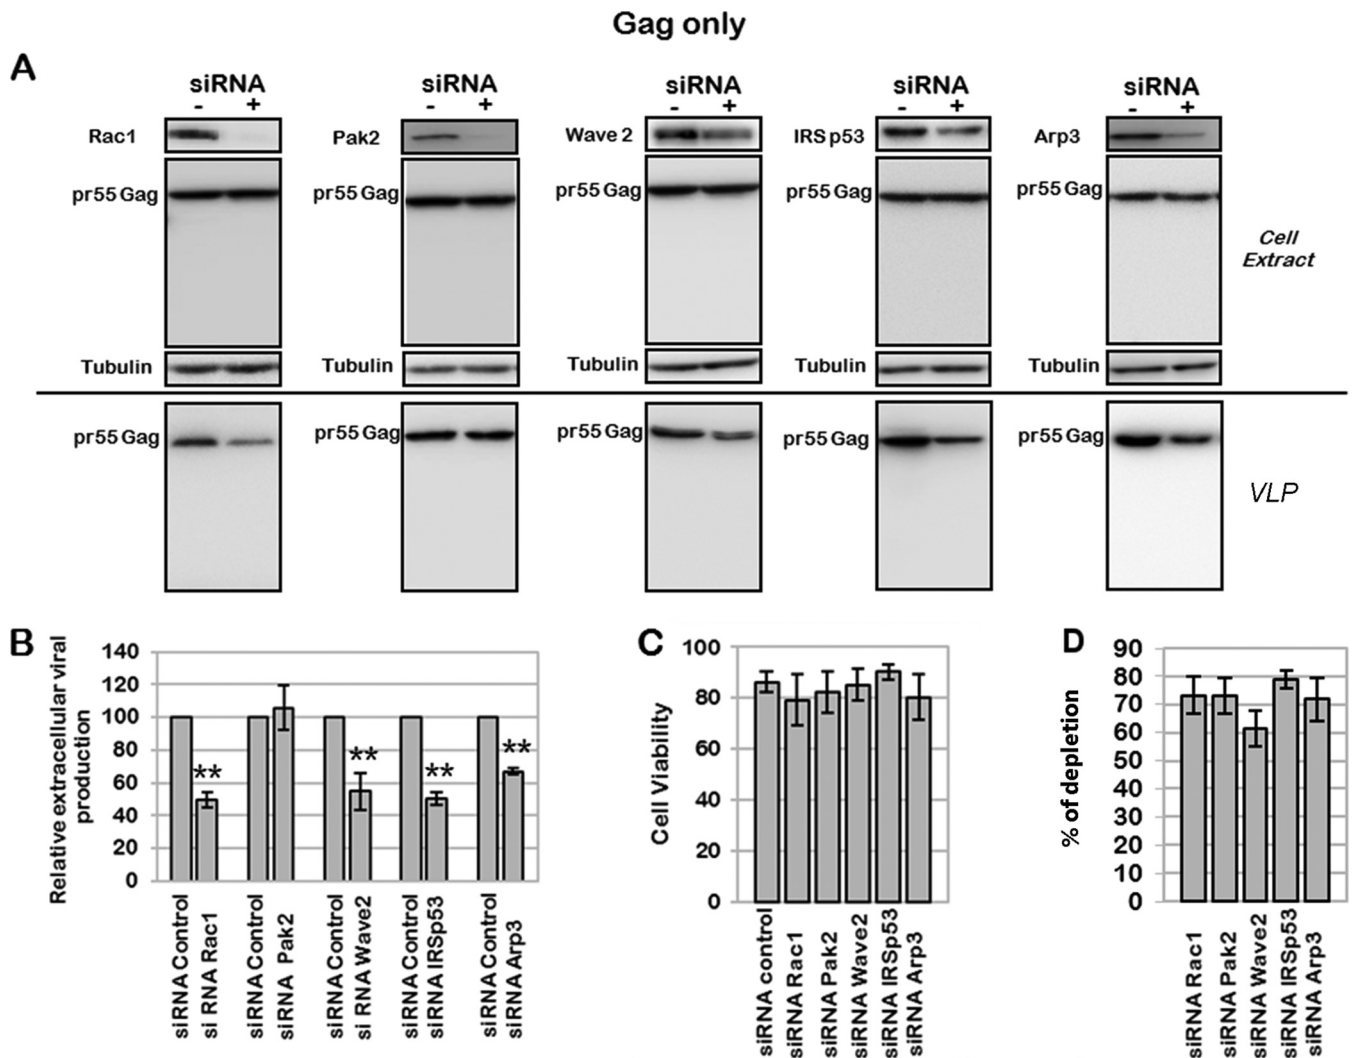 Gag only
A
siRNA siRNA siRNA siRNA siRNA
- + - + - + - + - +
Rac1 Pak2 Wave 2 IRSp53 Arp3
pr55 Gag pr55 Gag pr55 Gag pr55 Gag pr55 Gag
Cell
Extract
Tubulin Tubulin Tubulin Tubulin Tubulin
pr55 Gag pr55 Gag pr55 Gag pr55 Gag pr55 Gag
VLP
B
Relative extracellular viral
production
140
120
100
80
60
40
20
0
** ** ** **
siRNA Control
si RNA Rac1
siRNA Control
siRNA Pak2
siRNA Control
si RNA Wave2
siRNA Control
siRNA IRSp53
siRNA Control
siRNA Arp3
C
Cell Viability
100
80
60
40
20
0
siRNA control
siRNA Rac1
siRNA Pak2
siRNA Wave2
siRNA IRSp53
siRNA Arp3
D
% of depletion
90
80
70
60
50
40
30
20
10
0
siRNA Rac1
siRNA Pak2
siRNA Wave2
siRNA IRSp53
siRNA Arp3